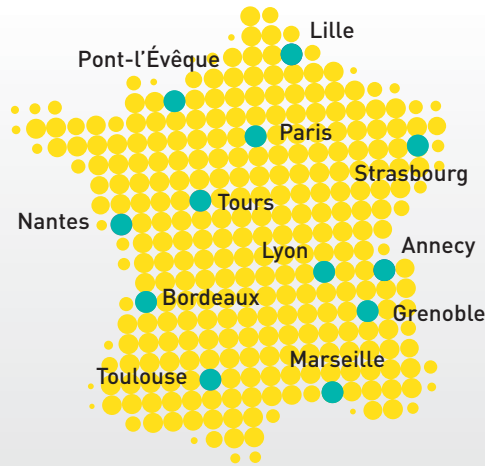 Lille
Pont-l'Évêque
Paris
Strasbourg
Tours
Nantes
Lyon
Annecy
Bordeaux
Grenoble
Marseille
Toulouse